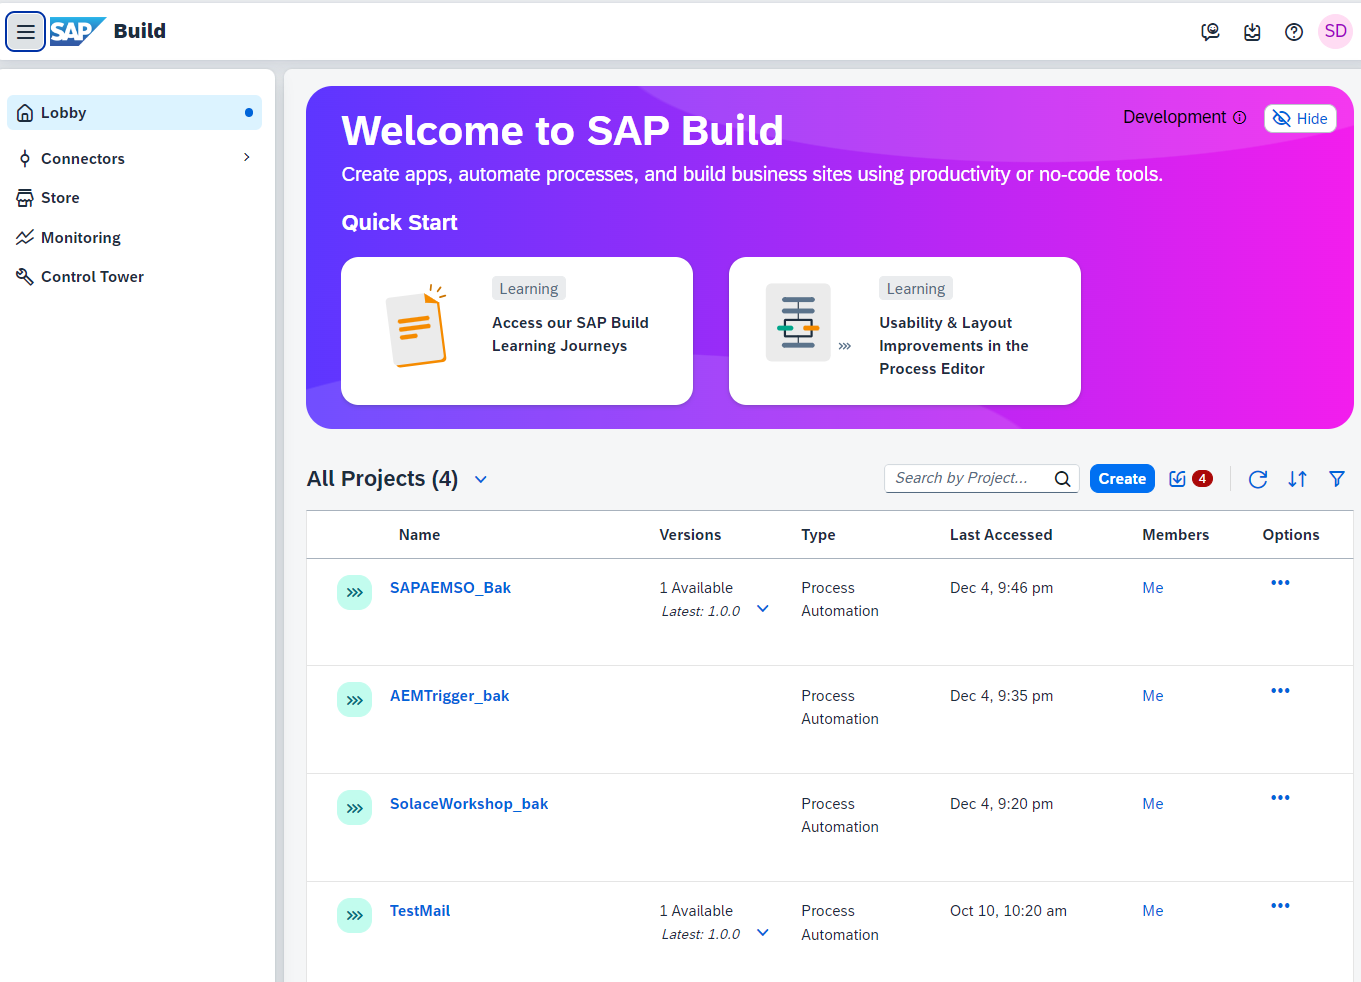 SAP Build
SD
Lobby
Connectors
Store
Monitoring
Control Tower
Welcome to SAP Build
Development
Hide
Create apps, automate processes, and build business sites using productivity or no-code tools.
Quick Start
Learning
Access our SAP Build
Learning Journeys
Learning
Usability & Layout
Improvements in the
Process Editor
All Projects (4)
Search by Project...
Create
4
Name Versions Type Last Accessed Members Options
SAPAEMSO_Bak 1 Available Process Dec 4, 9:46 pm Me
Latest: 1.0.0 Automation
AEMTrigger_bak Process Dec 4, 9:35 pm Me
Automation
SolaceWorkshop_bak Process Dec 4, 9:20 pm Me
Automation
TestMail 1 Available Process Oct 10, 10:20 am Me
Latest: 1.0.0 Automation